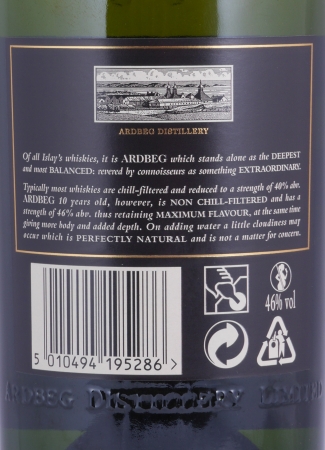 ARDBEG DISTILLERY
Of all Islay's whiskies, it is ARDBEG which stands alone as the DEEPEST
and most BALANCED: revered by connoisseurs as something EXTRAORDINARY.
Typically most whiskies are chill-filtered and reduced to a strength of 40% abv.
ARDBEG 10 years old, however, is NON CHILL-FILTERED and has a
strength of 46% abv. thus retaining MAXIMUM FLAVOUR, at the same time
giving more body and added depth. On adding water a little cloudiness may
occur which is PERFECTLY NATURAL and is not a matter for concern.
46% vol
5 010494 195286 >
ARDBEG DISTILLERY LIMITED